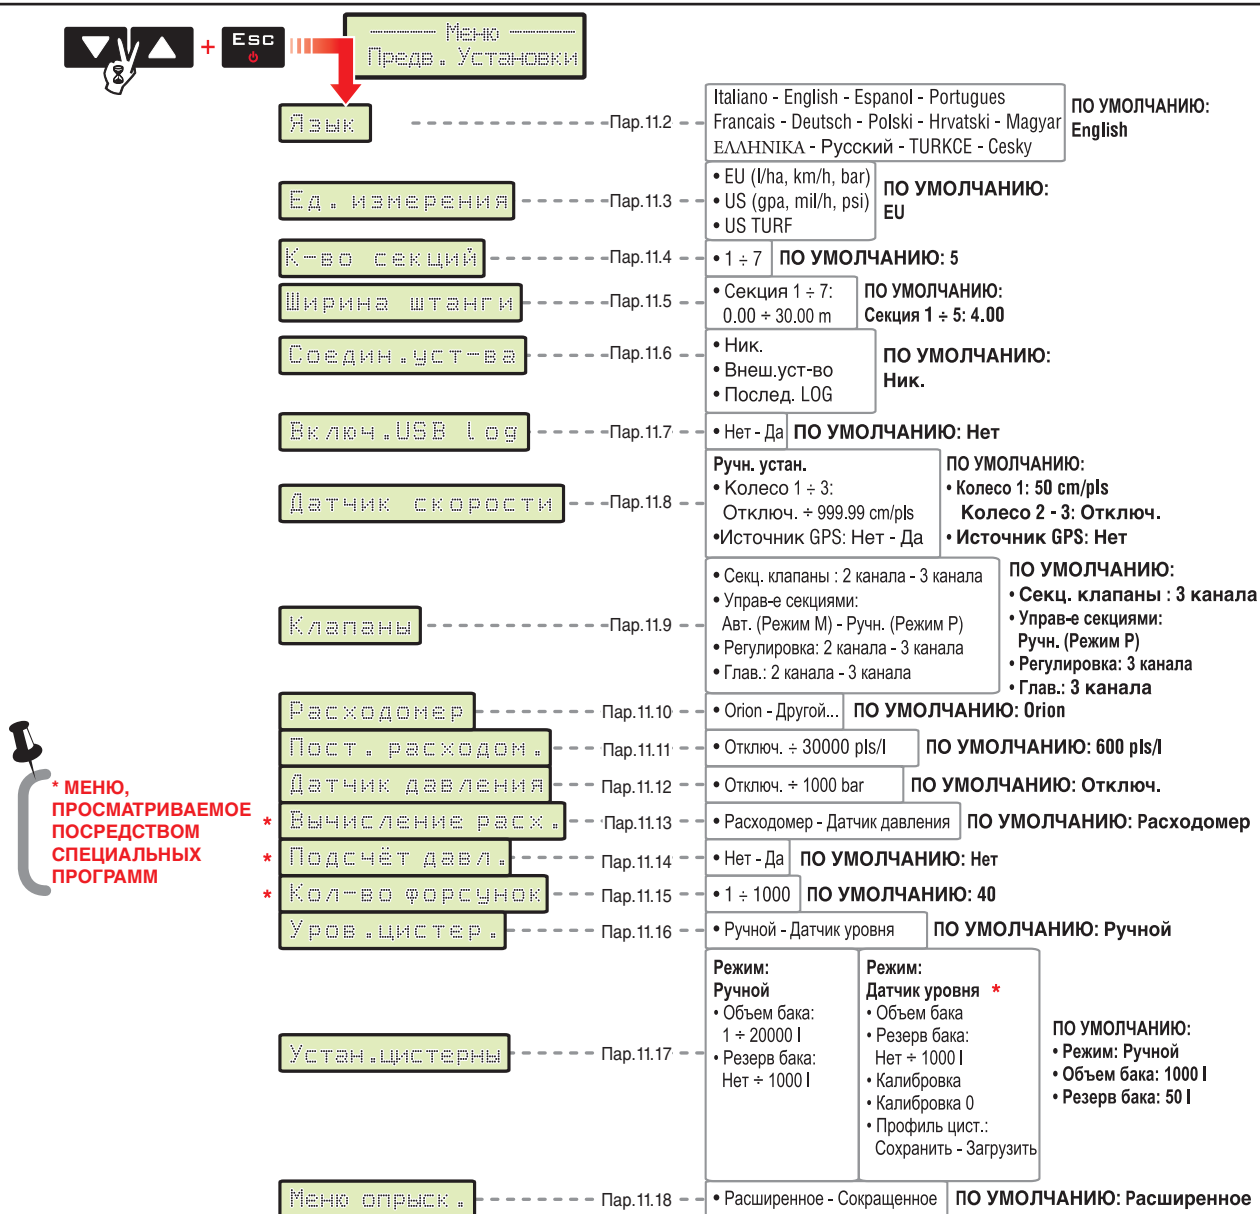 Esc
+
Меню
Предв. Установки
Язык
Пар.11.2
Italiano - English - Espanol - Portugues
Francais - Deutsch - Polski - Hrvatski - Magyar
ΕΛΛΗΝΙΚΑ - Русский - TURKCE - Cesky
ПО УМОЛЧАНИЮ:
English
Ед. измерения
Пар.11.3
• EU (l/ha, km/h, bar)
• US (gpa, mil/h, psi)
• US TURF
ПО УМОЛЧАНИЮ:
EU
К-во секций
Пар.11.4
• 1 ÷ 7
ПО УМОЛЧАНИЮ: 5
Ширина штанги
Пар.11.5
• Секция 1 ÷ 7:
0.00 ÷ 30.00 m
ПО УМОЛЧАНИЮ:
Секция 1 ÷ 5: 4.00
Соедин.уст-ва
Пар.11.6
• Ник.
• Внеш.уст-во
• Послед. LOG
ПО УМОЛЧАНИЮ:
Ник.
Включ.USB log
Пар.11.7
• Нет - Да
ПО УМОЛЧАНИЮ: Нет
Датчик скорости
Пар.11.8
Ручн. устан.
• Колесо 1 ÷ 3:
Отключ. ÷ 999.99 cm/pls
•Источник GPS: Нет - Да
ПО УМОЛЧАНИЮ:
• Колесо 1: 50 cm/pls
Колесо 2 - 3: Отключ.
• Источник GPS: Нет
Клапаны
Пар.11.9
• Секц. клапаны : 2 канала - 3 канала
• Управ-е секциями:
Авт. (Режим М) - Ручн. (Режим Р)
• Регулировка: 2 канала - 3 канала
• Глав.: 2 канала - 3 канала
ПО УМОЛЧАНИЮ:
• Секц. клапаны : 3 канала
• Управ-е секциями:
Ручн. (Режим Р)
• Регулировка: 3 канала
• Глав.: 3 канала
Расходомер
Пар.11.10
• Orion - Другой...
ПО УМОЛЧАНИЮ: Orion
Пост. расходом.
Пар.11.11
• Отключ. ÷ 30000 pls/l
ПО УМОЛЧАНИЮ: 600 pls/l
Датчик давления
Пар.11.12
• Отключ. ÷ 1000 bar
ПО УМОЛЧАНИЮ: Отключ.
* МЕНЮ,
ПРОСМАТРИВАЕМОЕ
ПОСРЕДСТВОМ
СПЕЦИАЛЬНЫХ
ПРОГРАММ
* Вычисление расх.
Пар.11.13
• Расходомер - Датчик давления
ПО УМОЛЧАНИЮ: Расходомер
* Подсчёт давл.
Пар.11.14
• Нет - Да
ПО УМОЛЧАНИЮ: Нет
* Кол-во форсунок
Пар.11.15
• 1 ÷ 1000
ПО УМОЛЧАНИЮ: 40
Уров.цистер.
Пар.11.16
• Ручной - Датчик уровня
ПО УМОЛЧАНИЮ: Ручной
Устан.цистерны
Пар.11.17
Режим:
Ручной
• Объем бака:
1 ÷ 20000 l
• Резерв бака:
Нет ÷ 1000 l
Режим:
Датчик уровня *
• Объем бака
• Резерв бака:
Нет ÷ 1000 l
• Калибровка
• Калибровка 0
• Профиль цист.:
Сохранить - Загрузить
ПО УМОЛЧАНИЮ:
• Режим: Ручной
• Объем бака: 1000 l
• Резерв бака: 50 l
Меню опрыск.
Пар.11.18
• Расширенное - Сокращенное
ПО УМОЛЧАНИЮ: Расширенное